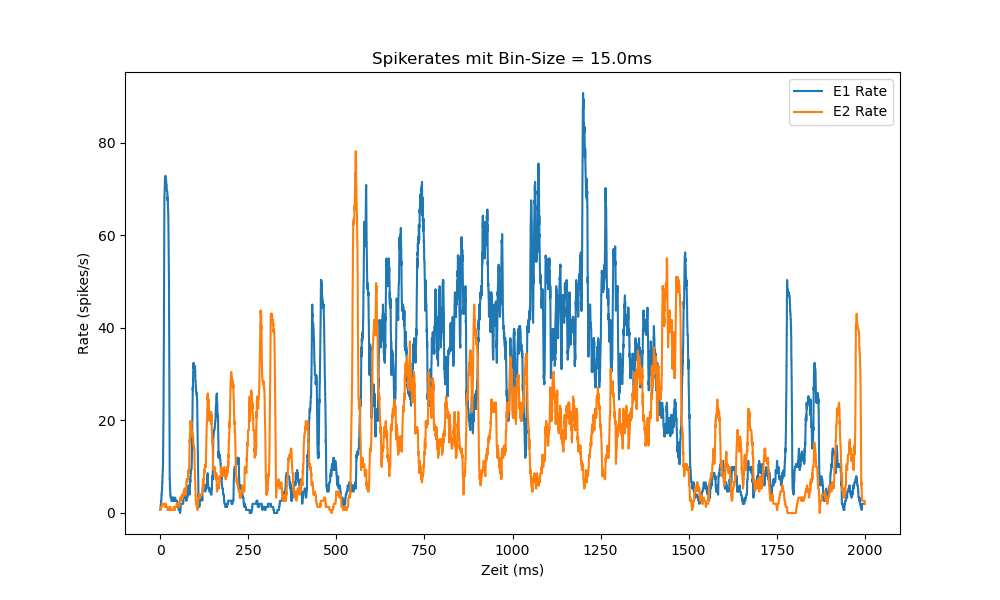 Spikerates mit Bin-Size = 15.0ms
E1 Rate
E2 Rate
Rate (spikes/s)
80
60
40
20
0
0 250 500 750 1000 1250 1500 1750 2000
Zeit (ms)